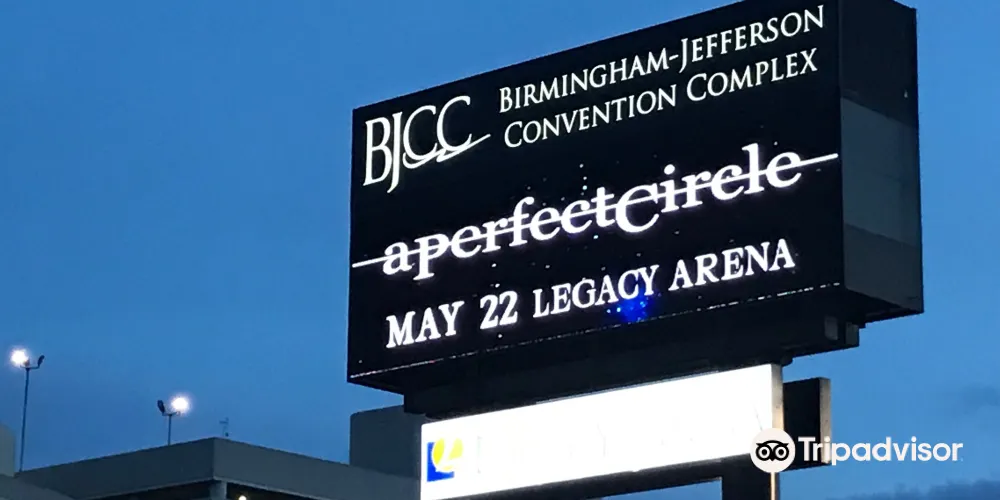 BJCC
BIRMINGHAM-JEFFERSON
CONVENTION COMPLEX
aperfectCircle
MAY 22 LEGACY ARENA
Tripadvisor